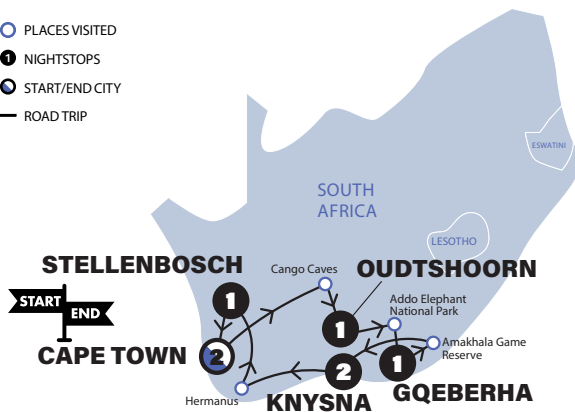 PLACES VISITED
1 NIGHTSTOPS
START/END CITY
ROAD TRIP
ESWATINI
SOUTH
AFRICA
LESOTHO
STELLENBOSCH
Cango Caves
OUDTSHOORN
START
END
1
Addo Elephant
National Park
1
Amakhala Game
Reserve
CAPE TOWN
2
2
1
Hermanus
KNYSNA
GQEBERHA